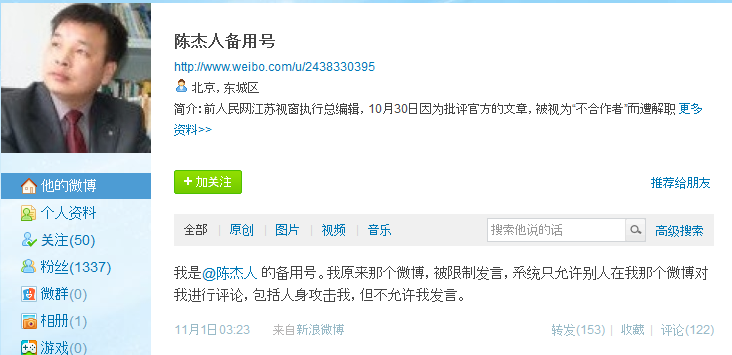 陈杰人备用号
http://www.weibo.com/u/2438330395
北京，东城区
简介：前人民网江苏视窗执行总编辑，10月30日因为批评官方的文章，被视为“不合作者”而遭解职 更多
资料>>
+ 加关注
推荐给朋友
他的微博
个人资料
关注(50)
粉丝(1337)
微群(0)
相册(1)
游戏(0)
全部 | 原创 | 图片 | 视频 | 音乐
搜索他说的话
高级搜索
我是@陈杰人 的备用号。我原来那个微博，被限制发言，系统只允许别人在我那个微博对
我进行评论，包括人身攻击我，但不允许我发言。
11月1日03:23 来自新浪微博
转发(153) | 收藏 | 评论(122)